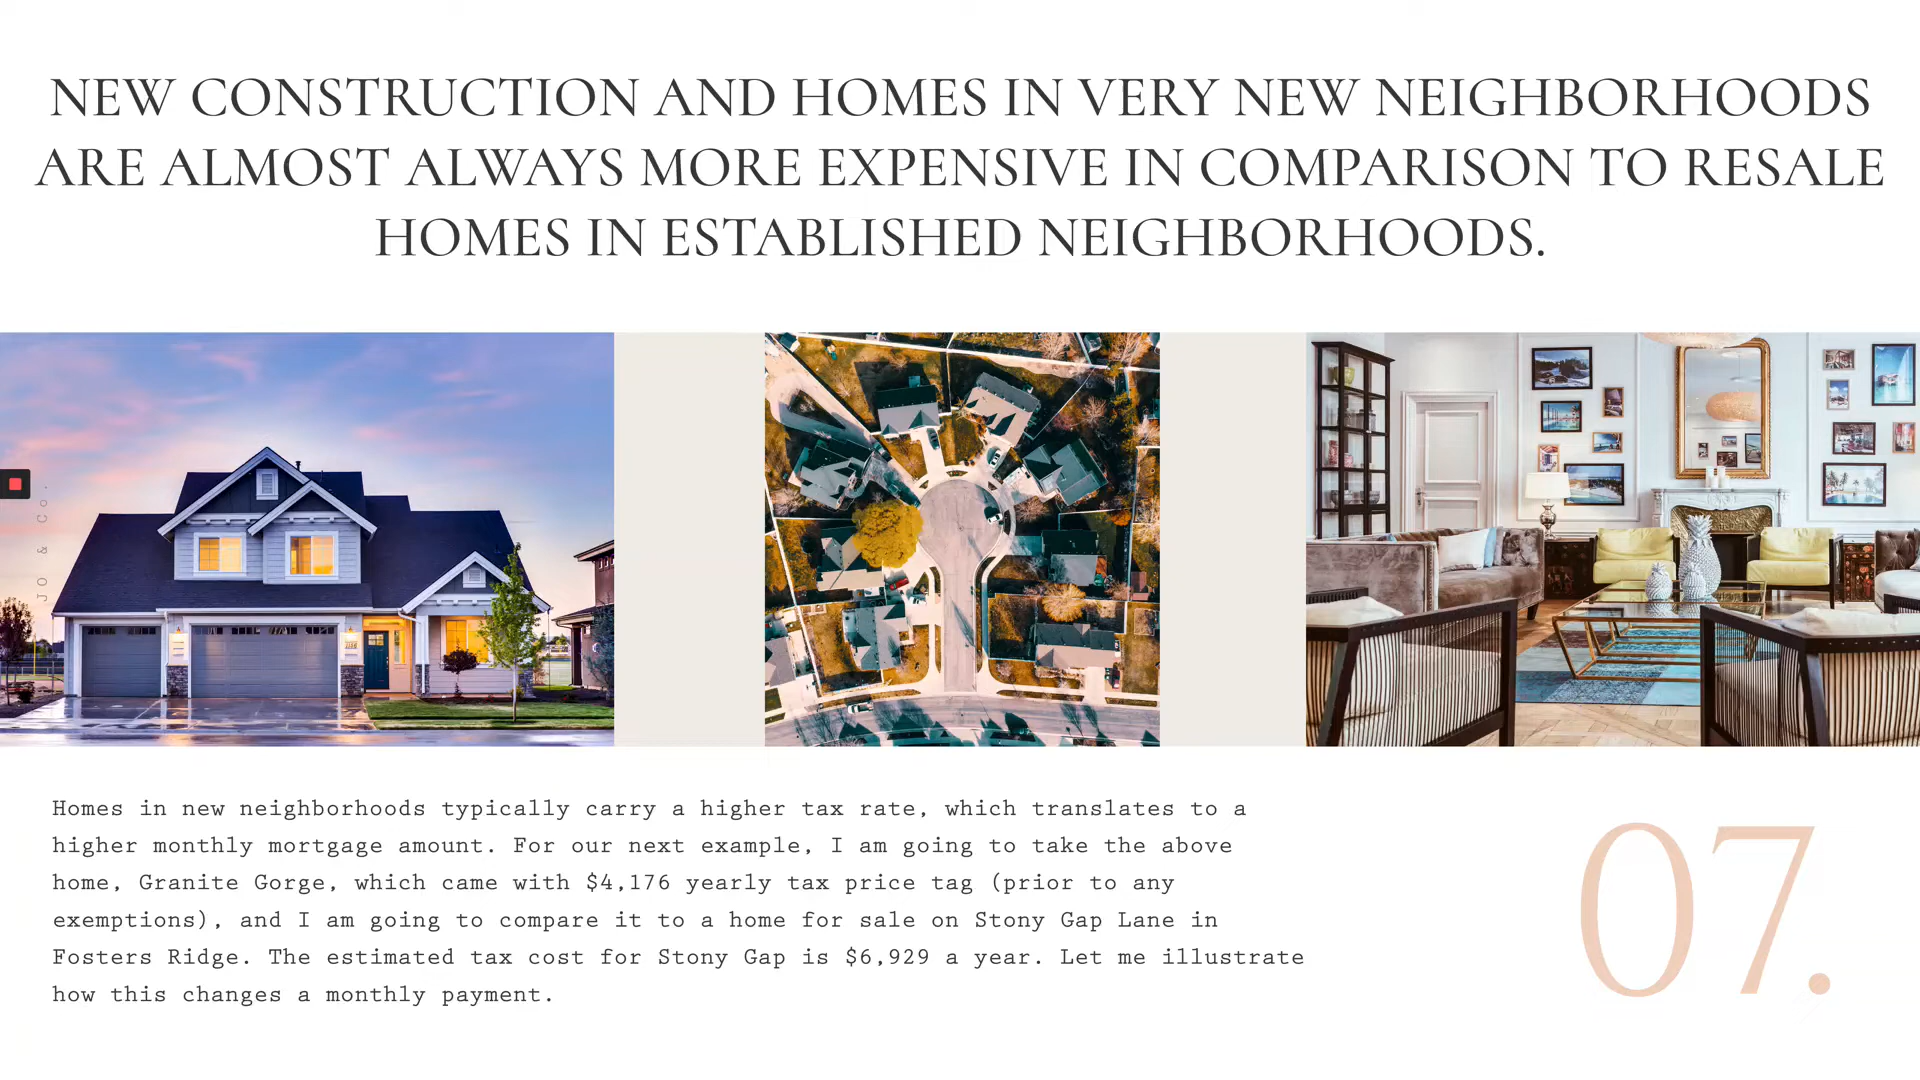 NEW CONSTRUCTION AND HOMES IN VERY NEW NEIGHBORHOODS
ARE ALMOST ALWAYS MORE EXPENSIVE IN COMPARISON TO RESALE
HOMES IN ESTABLISHED NEIGHBORHOODS.
JO & Co.
Homes in new neighborhoods typically carry a higher tax rate, which translates to a
higher monthly mortgage amount. For our next example, I am going to take the above
home, Granite Gorge, which came with $4,176 yearly tax price tag (prior to any
exemptions), and I am going to compare it to a home for sale on Stony Gap Lane in
Fosters Ridge. The estimated tax cost for Stony Gap is $6,929 a year. Let me illustrate
how this changes a monthly payment.
07.